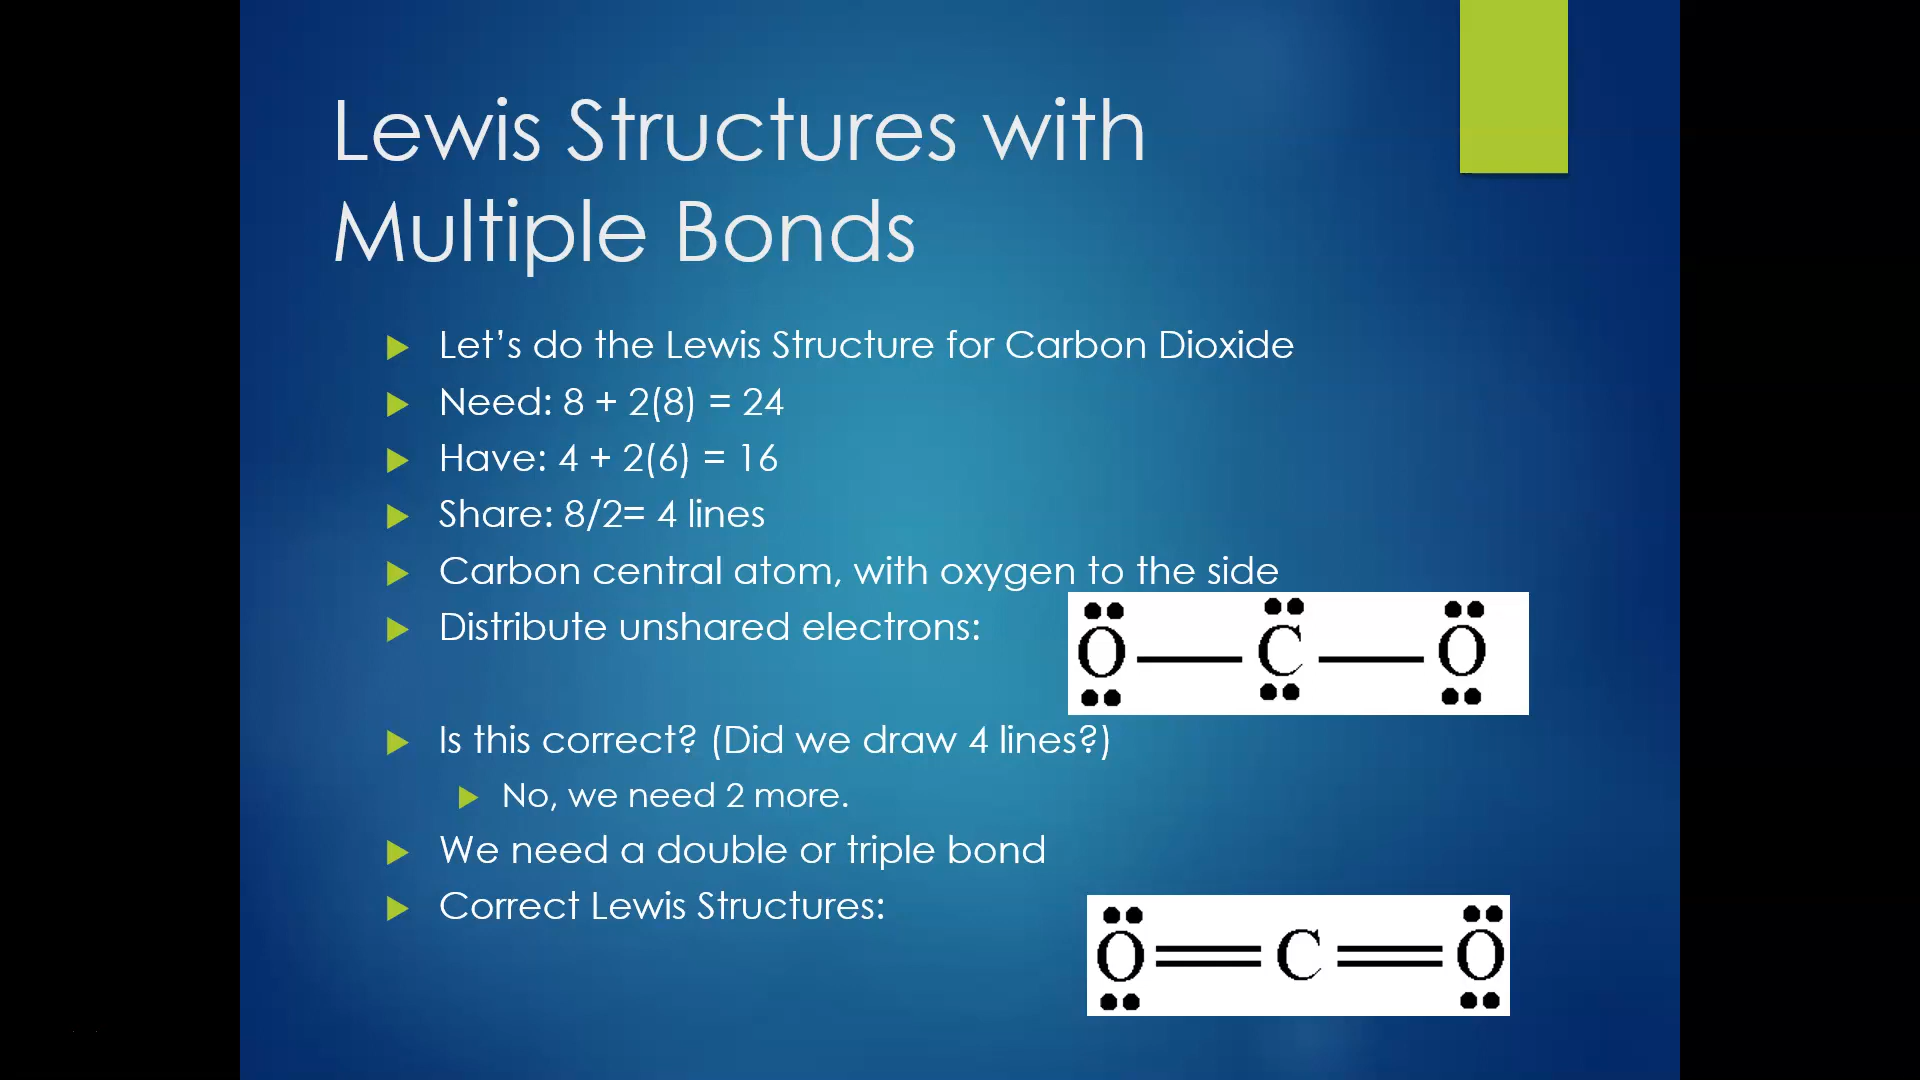 Lewis Structures with
Multiple Bonds
Let's do the Lewis Structure for Carbon Dioxide
Need: 8 + 2(8) = 24
Have: 4 + 2(6) = 16
Share: 8/2= 4 lines
Carbon central atom, with oxygen to the side
Distribute unshared electrons:
O C O
Is this correct? (Did we draw 4 lines?)
No, we need 2 more.
We need a double or triple bond
Correct Lewis Structures:
O C O